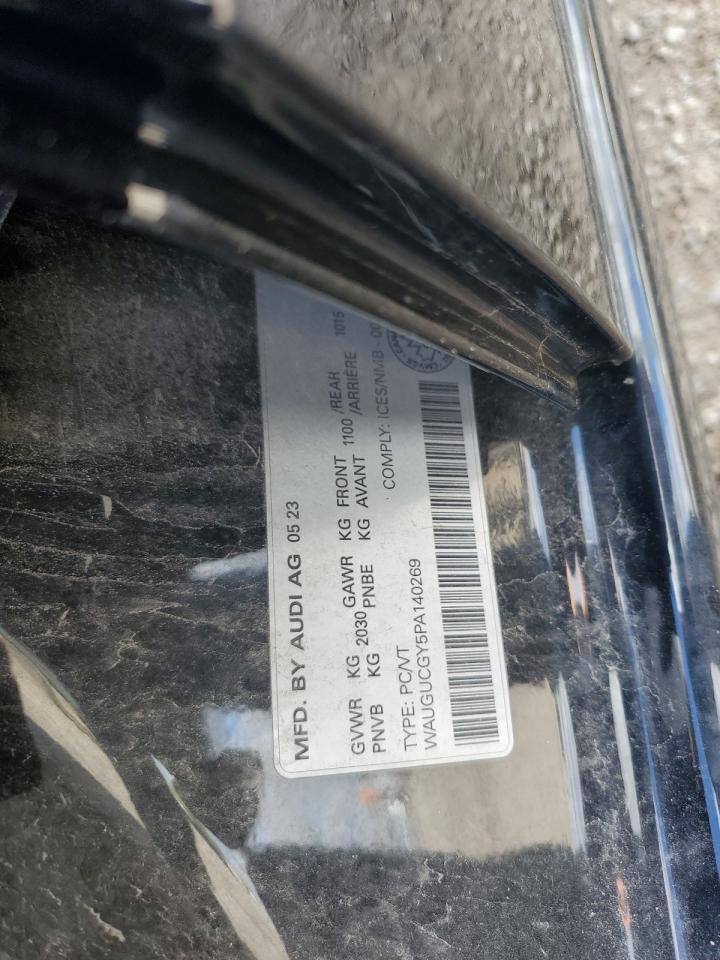 MFD. BY AUDI AG 05 23
GVWR KG 2030 GAWR KG FRONT 1100 /REAR 1015
PNVB KG PNBE KG AVANT /ARRIÈRE
TYPE: PC/VT COMPLY: ICES/NMB - 00
WAUGUCGY5PA140269